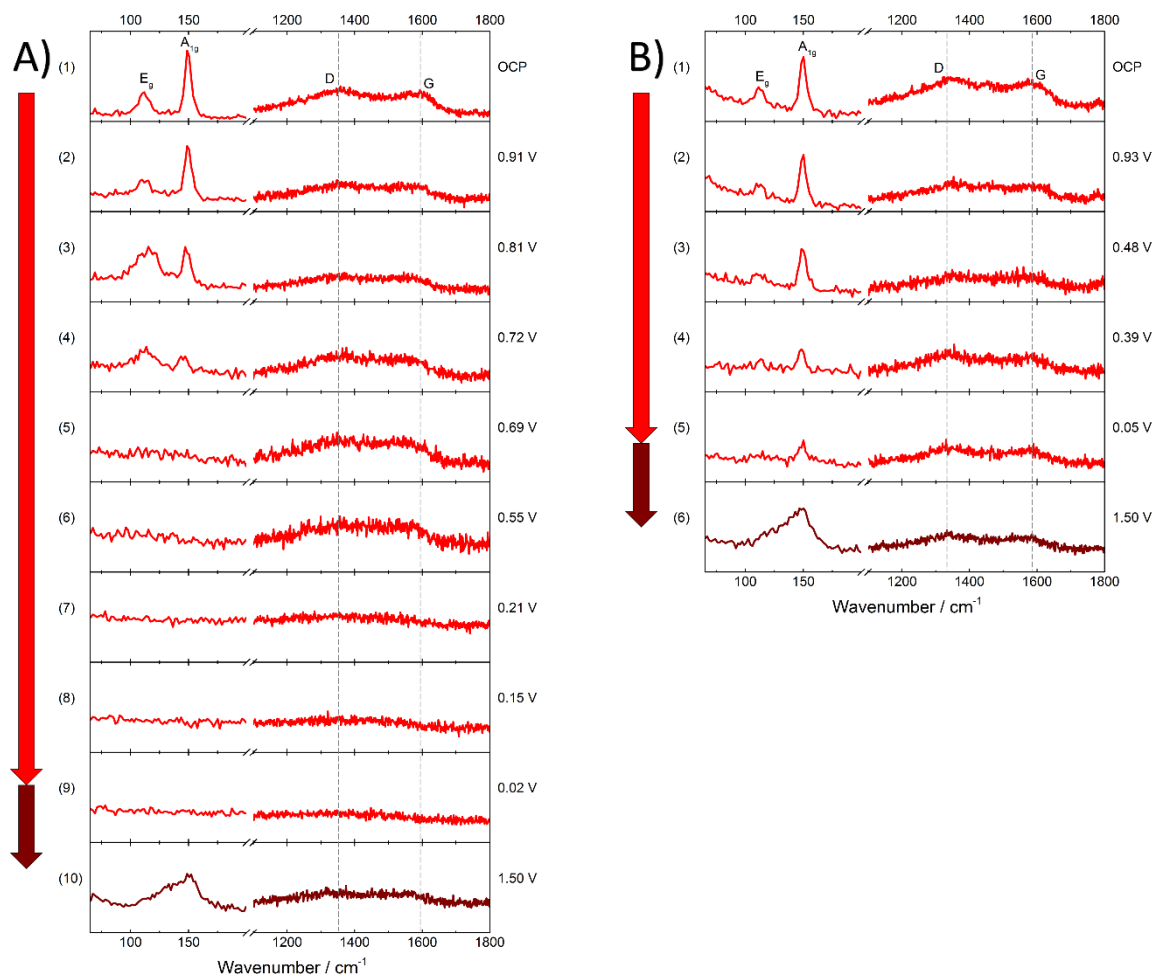 A)
100 150 1200 1400 1600 1800
(1) E_g A_1g D G OCP
(2) 0.91 V
(3) 0.81 V
(4) 0.72 V
(5) 0.69 V
(6) 0.55 V
(7) 0.21 V
(8) 0.15 V
(9) 0.02 V
(10) 1.50 V
100 150 1200 1400 1600 1800
Wavenumber / cm⁻¹
B)
100 150 1200 1400 1600 1800
(1) E_g A_1g D G OCP
(2) 0.93 V
(3) 0.48 V
(4) 0.39 V
(5) 0.05 V
(6) 1.50 V
100 150 1200 1400 1600 1800
Wavenumber / cm⁻¹